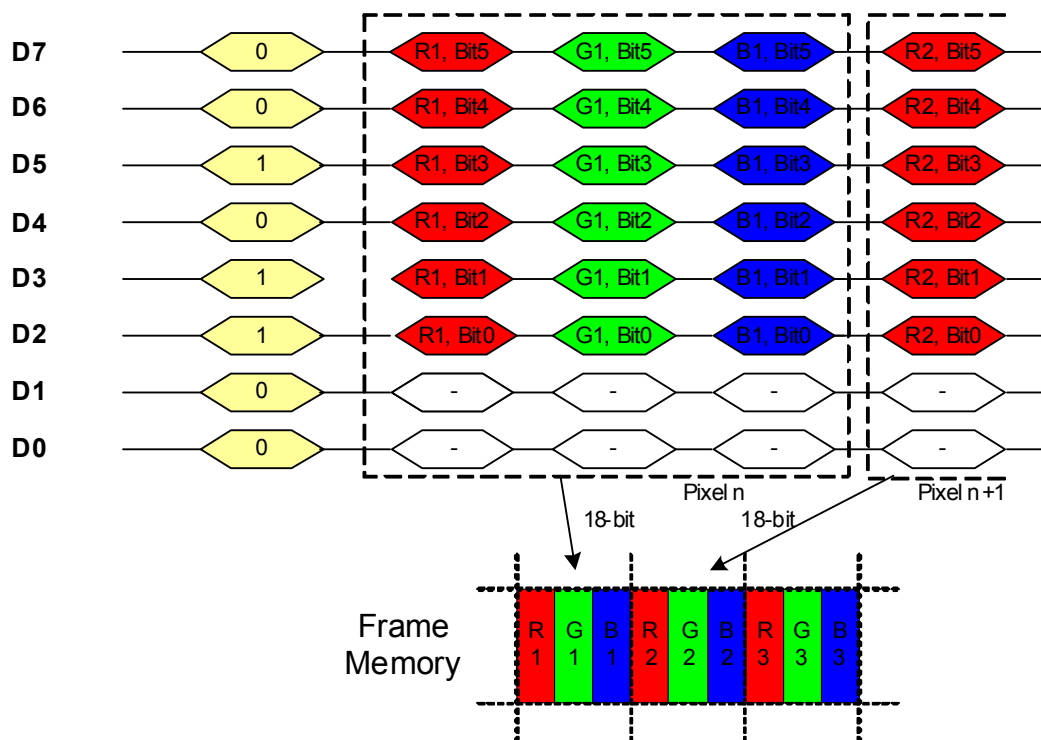 D7 0 R1, Bit5 G1, Bit5 B1, Bit5 R2, Bit5
D6 0 R1, Bit4 G1, Bit4 B1, Bit4 R2, Bit4
D5 1 R1, Bit3 G1, Bit3 B1, Bit3 R2, Bit3
D4 0 R1, Bit2 G1, Bit2 B1, Bit2 R2, Bit2
D3 1 R1, Bit1 G1, Bit1 B1, Bit1 R2, Bit1
D2 1 R1, Bit0 G1, Bit0 B1, Bit0 R2, Bit0
D1 0 - - - -
D0 0 - - - -
Pixel n Pixel n+1
18-bit 18-bit
Frame
Memory
R G B R G B R G B
1 1 1 2 2 2 3 3 3